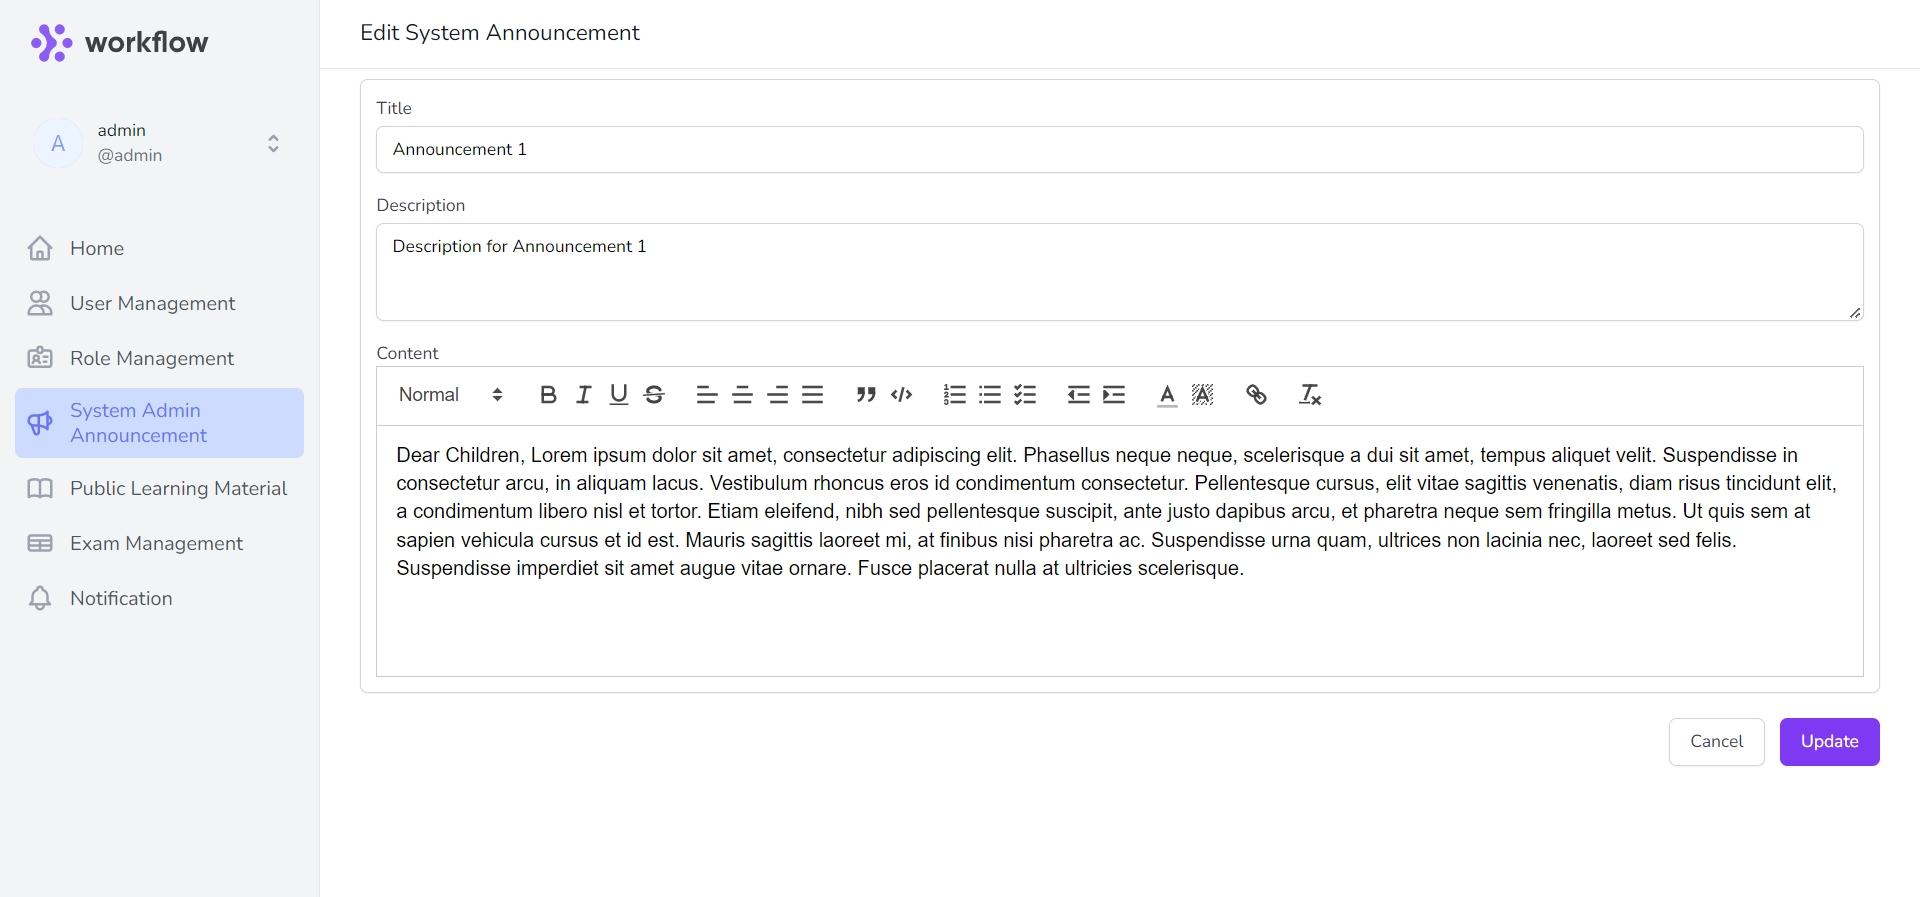 workflow
A
admin
@admin
Home
User Management
Role Management
System Admin
Announcement
Public Learning Material
Exam Management
Notification
Edit System Announcement
Title
Announcement 1
Description
Description for Announcement 1
Content
Normal
Dear Children, Lorem ipsum dolor sit amet, consectetur adipiscing elit. Phasellus neque neque, scelerisque a dui sit amet, tempus aliquet velit. Suspendisse in
consectetur arcu, in aliquam lacus. Vestibulum rhoncus eros id condimentum consectetur. Pellentesque cursus, elit vitae sagittis venenatis, diam risus tincidunt elit,
a condimentum libero nisl et tortor. Etiam eleifend, nibh sed pellentesque suscipit, ante justo dapibus arcu, et pharetra neque sem fringilla metus. Ut quis sem at
sapien vehicula cursus et id est. Mauris sagittis laoreet mi, at finibus nisi pharetra ac. Suspendisse urna quam, ultrices non lacinia nec, laoreet sed felis.
Suspendisse imperdiet sit amet augue vitae ornare. Fusce placerat nulla at ultricies scelerisque.
Cancel
Update